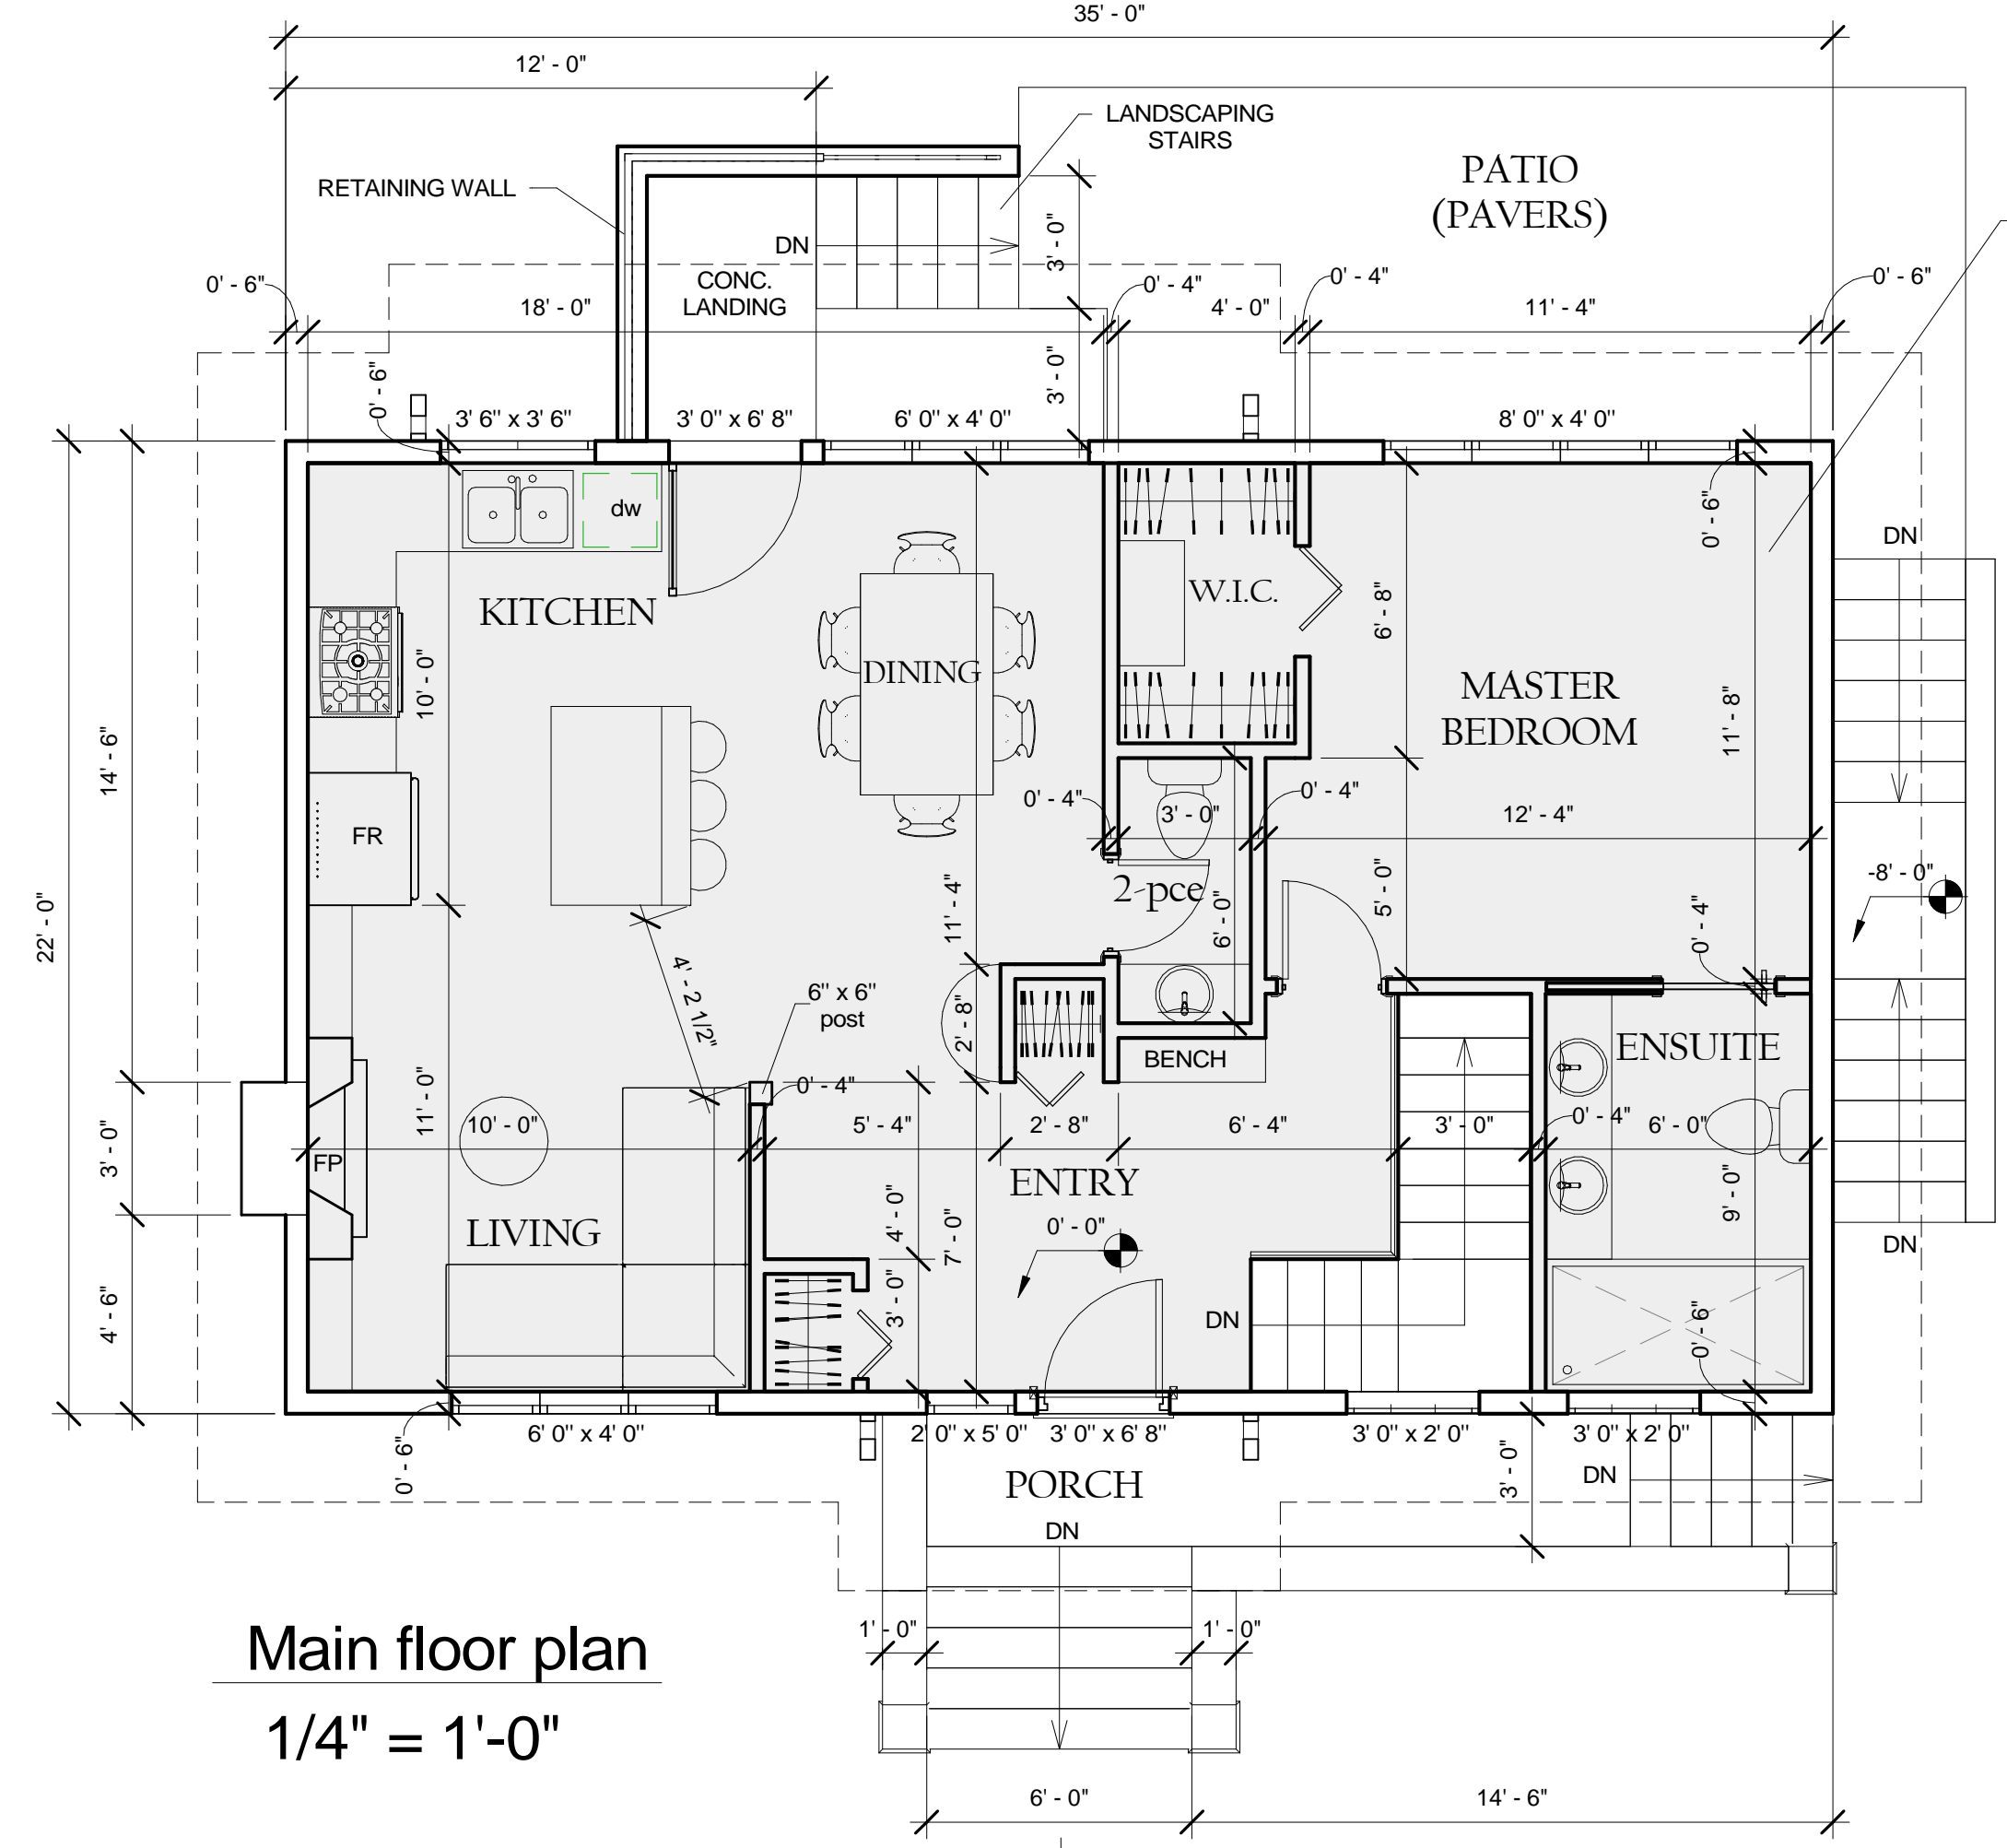 35' - 0"
12' - 0"
LANDSCAPING
STAIRS
PATIO
(PAVERS)
RETAINING WALL
DN
3' - 0"
CONC.
LANDING
0' - 6"
18' - 0"
0' - 4"
4' - 0"
0' - 4"
11' - 4"
0' - 6"
0' - 6"
3' - 0"
3' 6" x 3' 6"
3' 0" x 6' 8"
6' 0" x 4' 0"
8' 0" x 4' 0"
0' - 6"
dw
DN
KITCHEN
W.I.C.
6' - 8"
DINING
10' - 0"
MASTER
BEDROOM
11' - 8"
14' - 6"
FR
0' - 4"
3' - 0"
0' - 4"
12' - 4"
2-pce
11' - 4"
6' - 0"
5' - 0"
0' - 4"
-8' - 0"
22' - 0"
4' - 2 1/2"
6" x 6"
post
2' - 8"
BENCH
ENSUITE
11' - 0"
0' - 4"
10' - 0"
5' - 4"
2' - 8"
6' - 4"
3' - 0"
0' - 4"
6' - 0"
3' - 0"
FP
ENTRY
9' - 0"
LIVING
4' - 0"
7' - 0"
0' - 0"
DN
4' - 6"
3' - 0"
DN
0' - 6"
0' - 6"
6' 0" x 4' 0"
2' 0" x 5' 0"
3' 0" x 6' 8"
3' 0" x 2' 0"
3' 0" x 2' 0"
PORCH
3' - 0"
DN
DN
1' - 0"
1' - 0"
Main floor plan
1/4" = 1'-0"
6' - 0"
14' - 6"